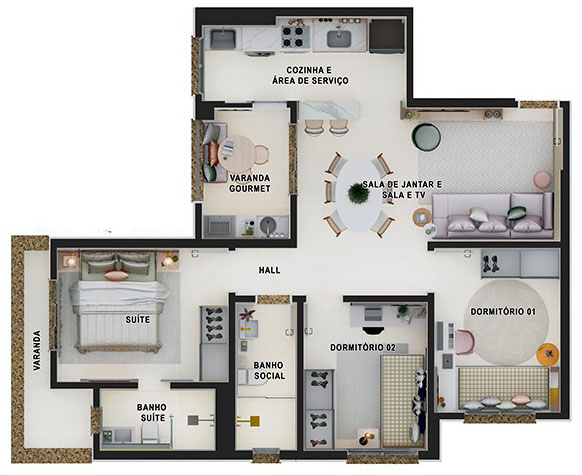 COZINHA E
ÁREA DE SERVIÇO
VARANDA
GOURMET
SALA DE JANTAR E
SALA E TV
HALL
SUÍTE
VARANDA
DORMITÓRIO 01
DORMITÓRIO 02
BANHO
SOCIAL
BANHO
SUÍTE